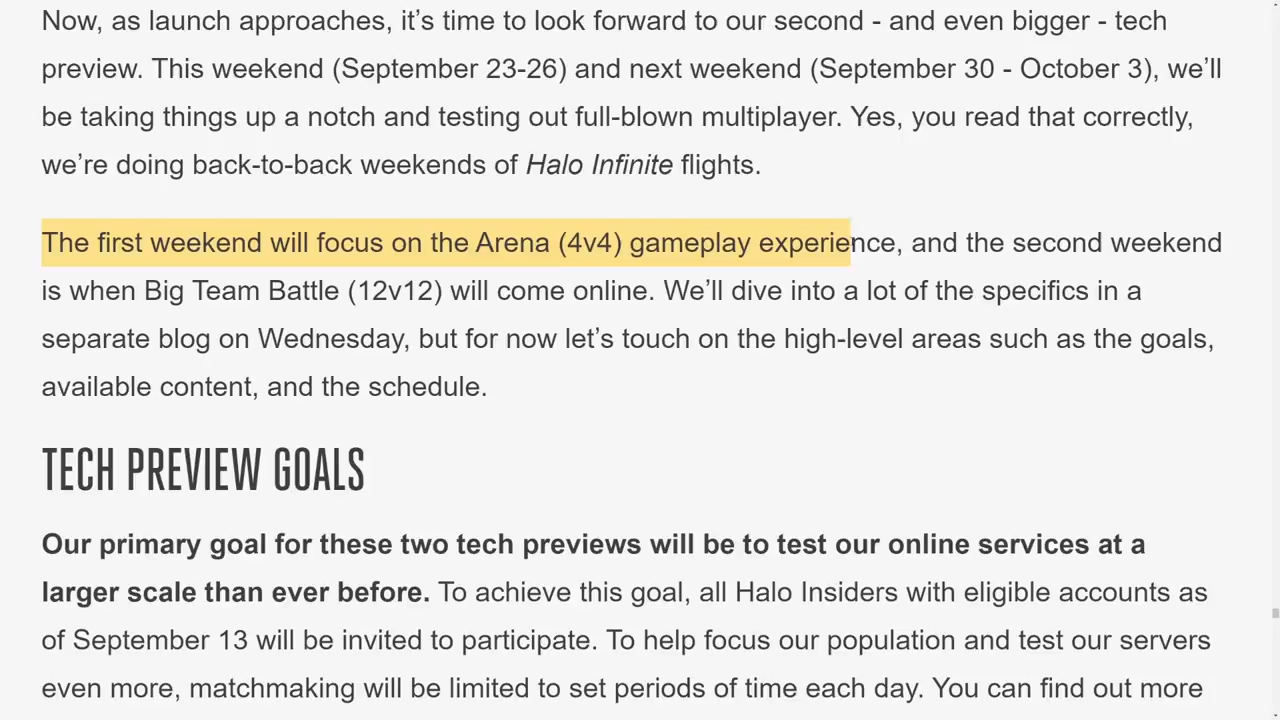 Now, as launch approaches, it’s time to look forward to our second - and even bigger - tech
preview. This weekend (September 23-26) and next weekend (September 30 - October 3), we’ll
be taking things up a notch and testing out full-blown multiplayer. Yes, you read that correctly,
we’re doing back-to-back weekends of Halo Infinite flights.
The first weekend will focus on the Arena (4v4) gameplay experience, and the second weekend
is when Big Team Battle (12v12) will come online. We’ll dive into a lot of the specifics in a
separate blog on Wednesday, but for now let’s touch on the high-level areas such as the goals,
available content, and the schedule.
TECH PREVIEW GOALS
Our primary goal for these two tech previews will be to test our online services at a
larger scale than ever before. To achieve this goal, all Halo Insiders with eligible accounts as
of September 13 will be invited to participate. To help focus our population and test our servers
even more, matchmaking will be limited to set periods of time each day. You can find out more